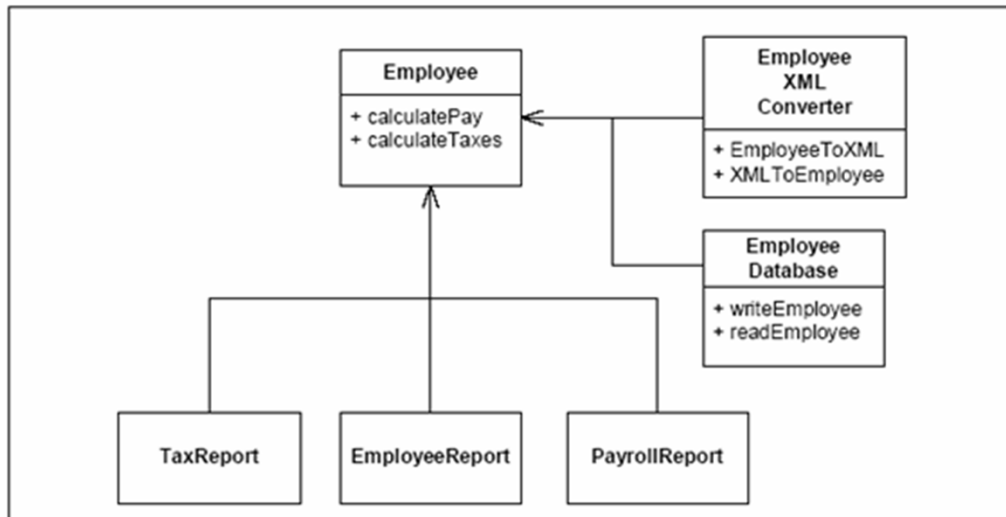 Employee
+ calculatePay
+ calculateTaxes
Employee
XML
Converter
+ EmployeeToXML
+ XMLToEmployee
Employee
Database
+ writeEmployee
+ readEmployee
TaxReport
EmployeeReport
PayrollReport